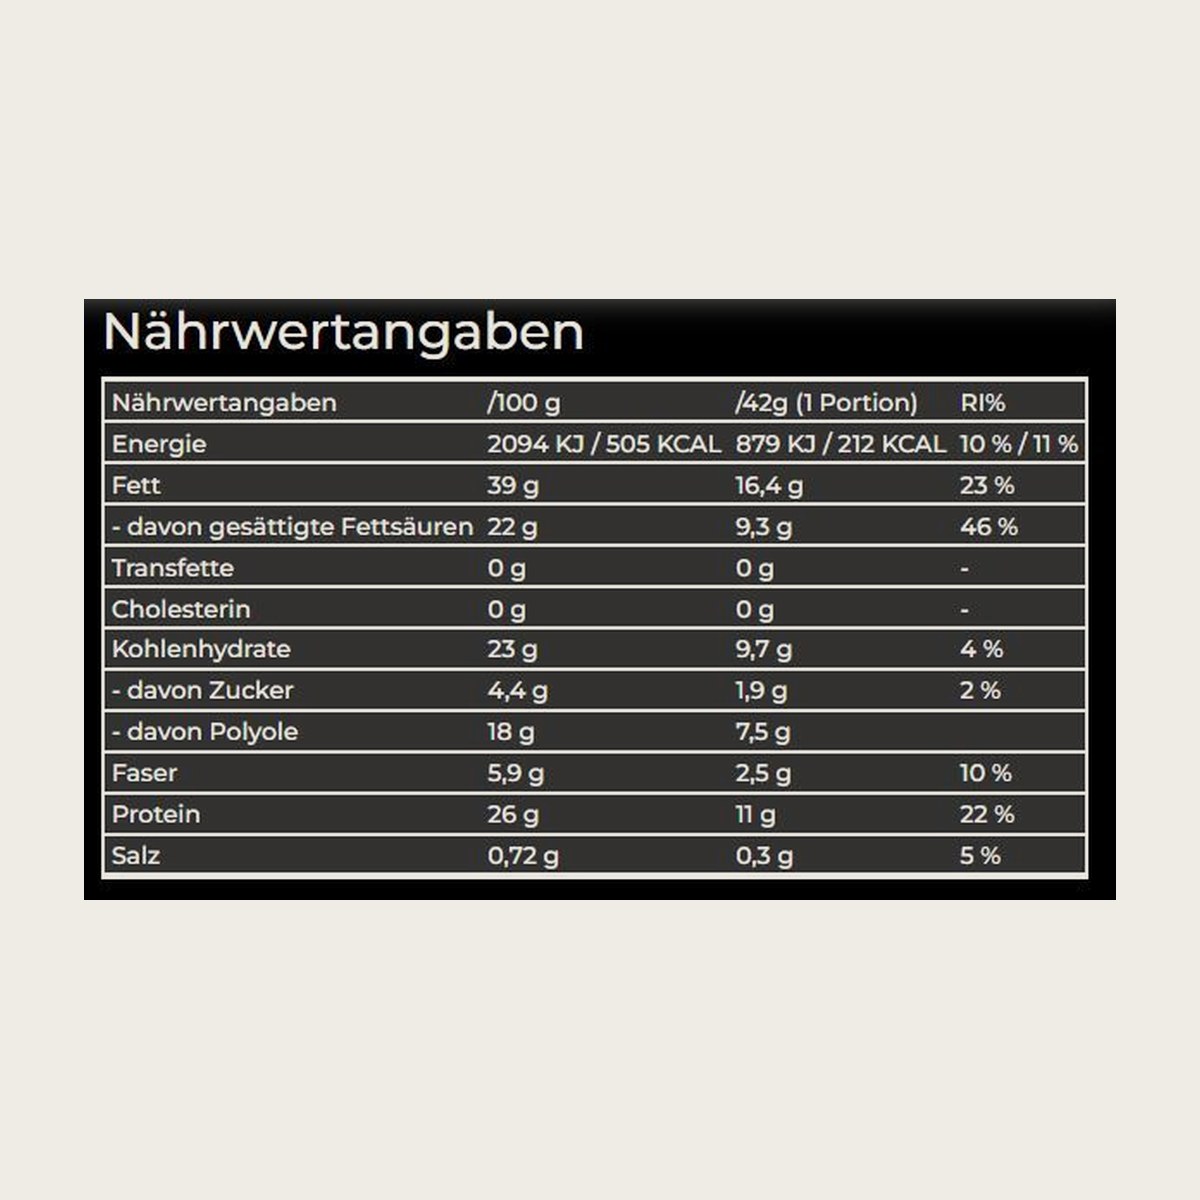 Nährwertangaben
Nährwertangaben /100 g /42g (1 Portion) RI%
Energie 2094 KJ / 505 KCAL 879 KJ / 212 KCAL 10 % / 11 %
Fett 39 g 16,4 g 23 %
- davon gesättigte Fettsäuren 22 g 9,3 g 46 %
Transfette 0 g 0 g -
Cholesterin 0 g 0 g -
Kohlenhydrate 23 g 9,7 g 4 %
- davon Zucker 4,4 g 1,9 g 2 %
- davon Polyole 18 g 7,5 g
Faser 5,9 g 2,5 g 10 %
Protein 26 g 11 g 22 %
Salz 0,72 g 0,3 g 5 %